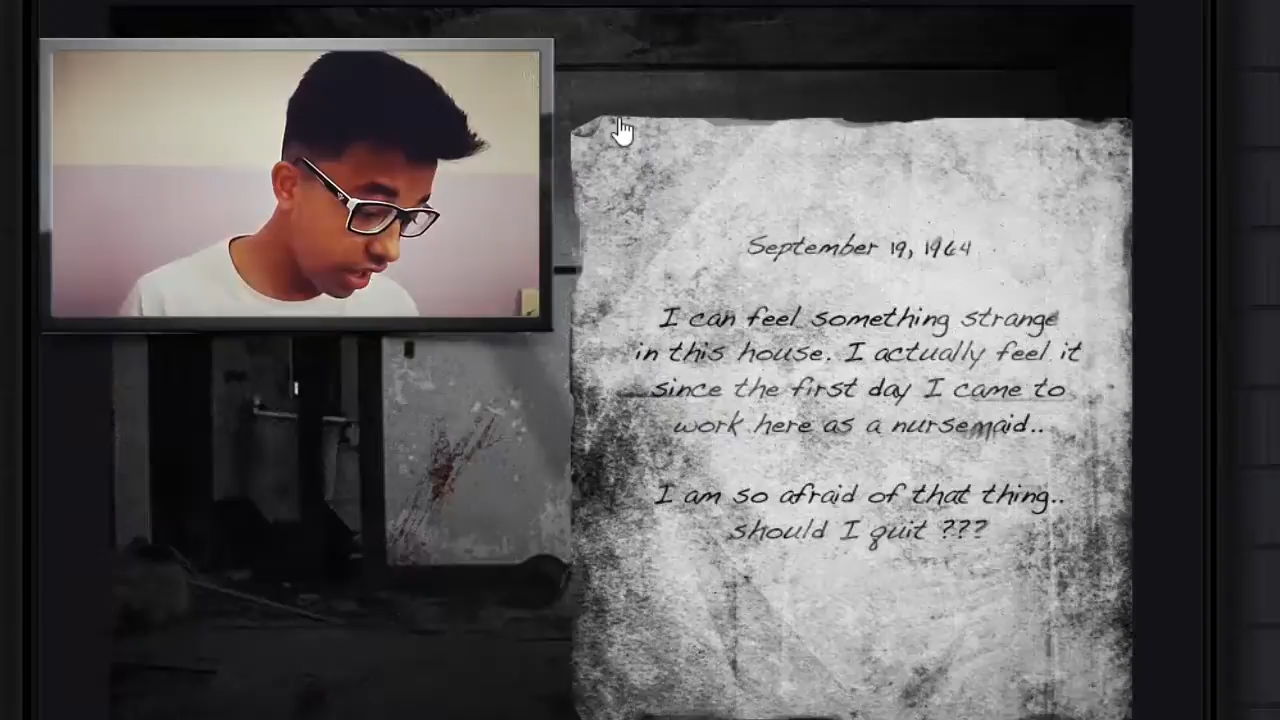 September 19, 1964
I can feel something strange
in this house. I actually feel it
since the first day I came to
work here as a nursemaid..
I am so afraid of that thing..
should I quit ???